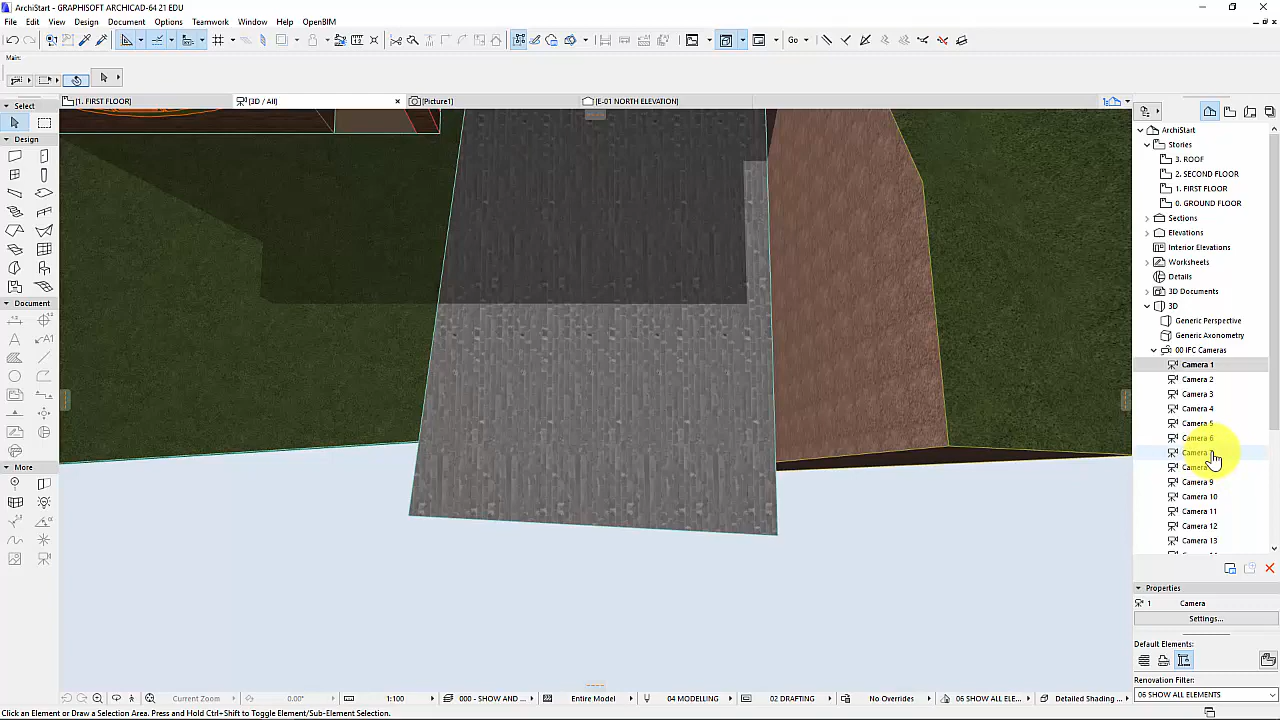 ArchiStart - GRAPHISOFT ARCHICAD-64 21 EDU
File Edit View Design Document Options Teamwork Window Help OpenBIM
Go
Main:
Select
Design
Document
More
[1. FIRST FLOOR]
[3D / All]
[Picture1]
[E-01 NORTH ELEVATION]
ArchiStart
Stories
3. ROOF
2. SECOND FLOOR
1. FIRST FLOOR
0. GROUND FLOOR
Sections
Elevations
Interior Elevations
Worksheets
Details
3D Documents
3D
Generic Perspective
Generic Axonometry
00 IFC Cameras
Camera 1
Camera 2
Camera 3
Camera 4
Camera 5
Camera 6
Camera
Camera
Camera 9
Camera 10
Camera 11
Camera 12
Camera 13
Properties
1 Camera
Settings...
Default Elements:
Renovation Filter:
06 SHOW ALL ELEMENTS
Current Zoom 0.00° 1:100 000 - SHOW AND ... Entire Model 04 MODELLING 02 DRAFTING No Overrides 06 SHOW ALL ELE... Detailed Shading ...
Click an Element or Draw a Selection Area. Press and Hold Ctrl+Shift to Toggle Element/Sub-Element Selection.